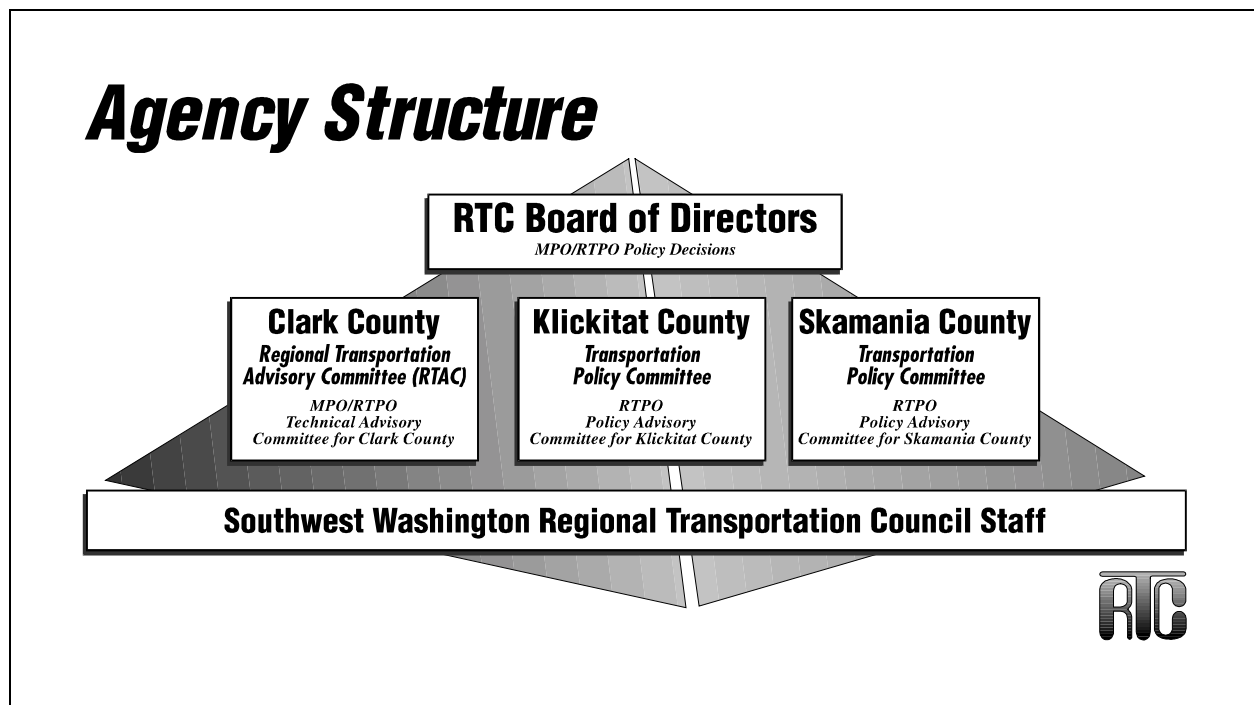 Agency Structure
RTC Board of Directors
MPO/RTPO Policy Decisions
Clark County
Regional Transportation
Advisory Committee (RTAC)
MPO/RTPO
Technical Advisory
Committee for Clark County
Klickitat County
Transportation
Policy Committee
RTPO
Policy Advisory
Committee for Klickitat County
Skamania County
Transportation
Policy Committee
RTPO
Policy Advisory
Committee for Skamania County
Southwest Washington Regional Transportation Council Staff
RTC